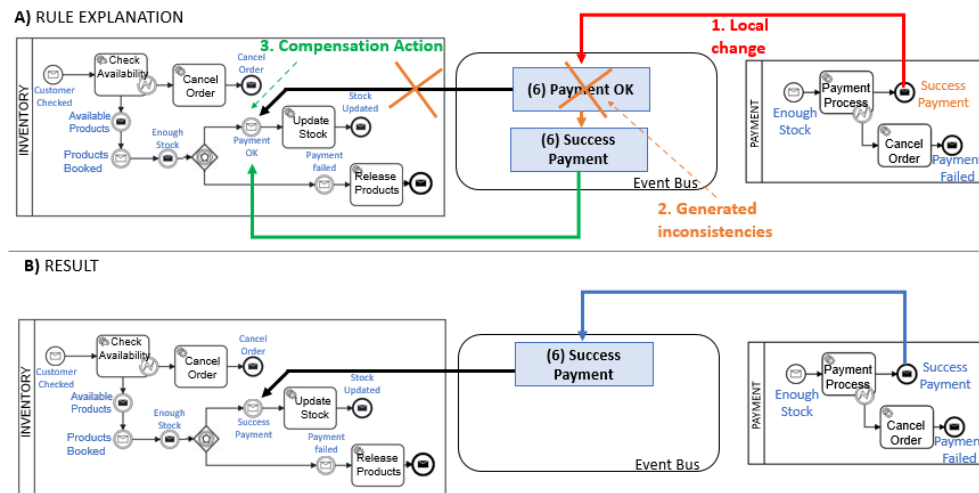 A) RULE EXPLANATION
1. Local
change
3. Compensation Action
INVENTORY
Customer
Checked
Check
Availability
Cancel
Order
Cancel
Order
Available
Products
Products
Booked
Enough
Stock
Payment
OK
Update
Stock
Stock
Updated
Payment
failed
Release
Products
(6) Payment OK
(6) Success
Payment
Event Bus
2. Generated
inconsistencies
PAYMENT
Enough
Stock
Payment
Process
Success
Payment
Cancel
Order
Payment
Failed
B) RESULT
INVENTORY
Customer
Checked
Check
Availability
Cancel
Order
Cancel
Order
Available
Products
Products
Booked
Enough
Stock
Success
Payment
Update
Stock
Stock
Updated
Payment
failed
Release
Products
(6) Success
Payment
Event Bus
PAYMENT
Enough
Stock
Payment
Process
Success
Payment
Cancel
Order
Payment
Failed